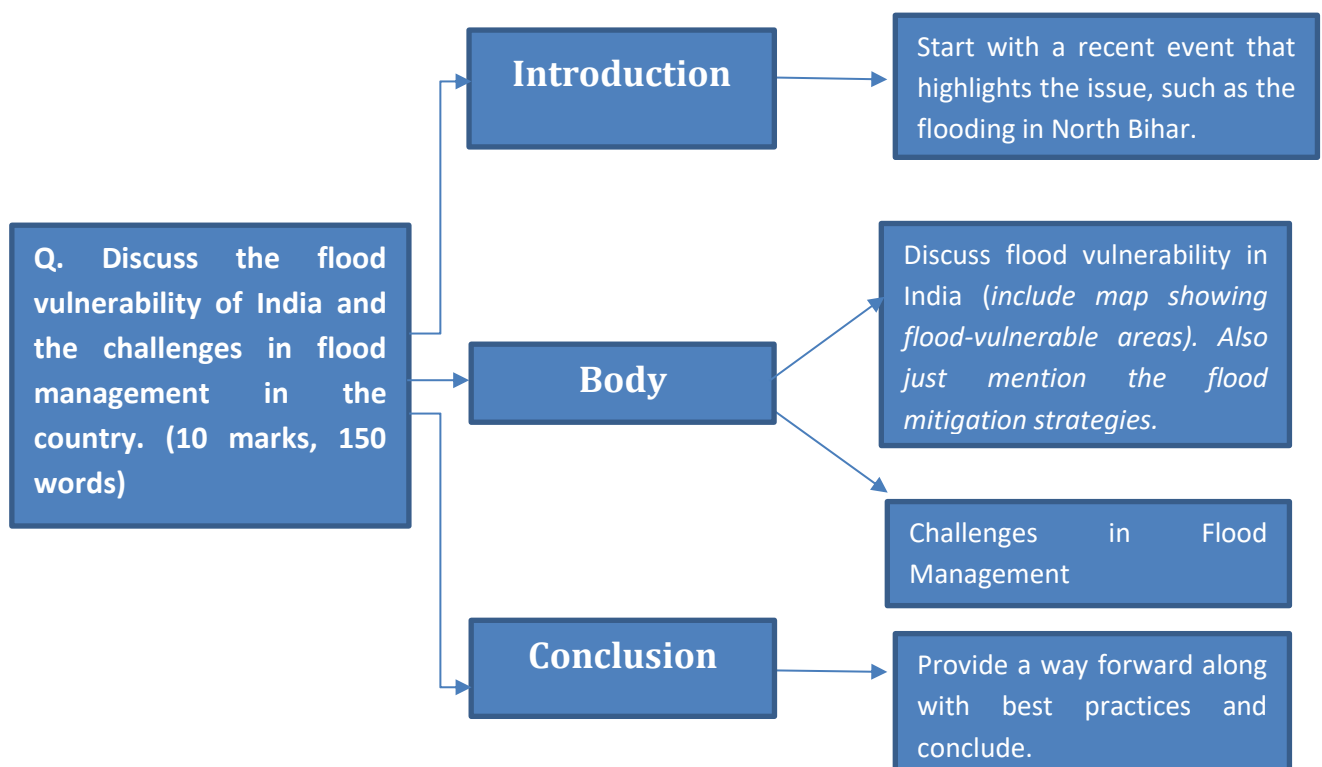 Q. Discuss the flood
vulnerability of India and
the challenges in flood
management in the
country. (10 marks, 150
words)
Introduction
Start with a recent event that
highlights the issue, such as the
flooding in North Bihar.
Body
Discuss flood vulnerability in
India (include map showing
flood-vulnerable areas). Also
just mention the flood
mitigation strategies.
Challenges in Flood
Management
Conclusion
Provide a way forward along
with best practices and
conclude.